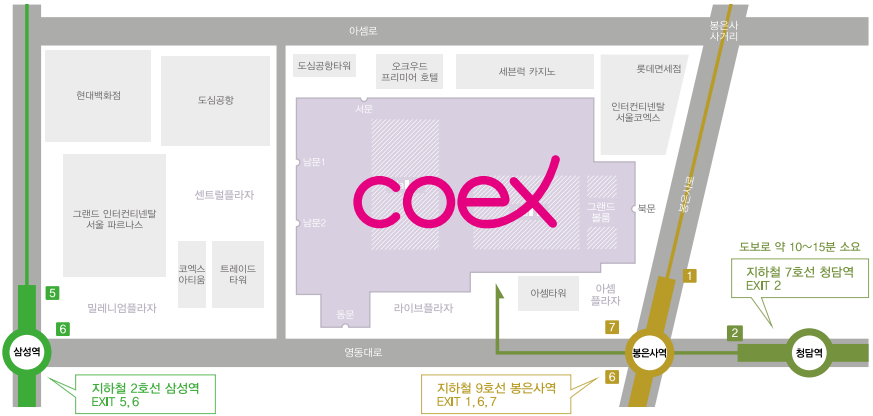 아셈로
봉은사
사거리
도심공항타워
오크우드
프리미어 호텔
세븐럭 카지노
롯데면세점
현대백화점
도심공항
인터컨티넨탈
서울코엑스
서문
남문1
센트럴플라자
coex
그랜드
볼룸
북문
봉은사로
그랜드 인터컨티넨탈
서울 파르나스
남문2
도보로 약 10~15분 소요
지하철 7호선 청담역
EXIT 2
코엑스
아티움
트레이드
타워
1
5
밀레니엄플라자
라이브플라자
아셈타워
아셈
플라자
동문
6
7
2
삼성역
영동대로
봉은사역
청담역
6
지하철 2호선 삼성역
EXIT 5, 6
지하철 9호선 봉은사역
EXIT 1, 6, 7